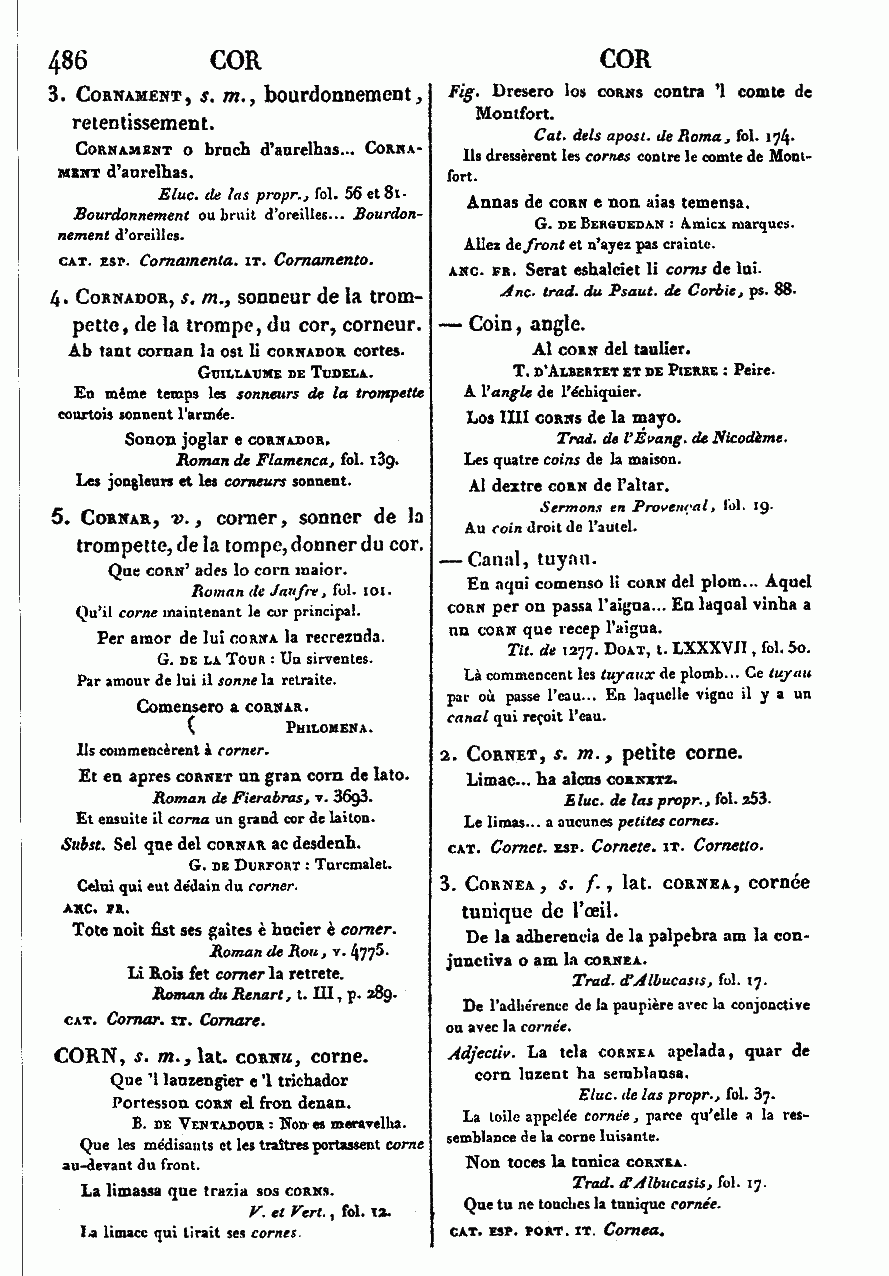 486 COR COR
3. Cornament, s. m., bourdonnement,
retentissement.
Cornament o bruch d'aurelhas... Corna-
ment d'aurelhas.
Eluc. de las propr., fol. 56 et 81.
Bourdonnement ou bruit d'oreilles... Bourdon-
nement d'oreilles.
CAT. ESP. Cornamenta. IT. Cornamento.
4. Cornador, s. m., sonneur de la trom-
pette, de la trompe, du cor, corneur.
Ab tant cornan la ost li CORNADOR cortes.
Guillaume de Tudela.
En même temps les sonneurs de la trompette
courtois sonnent l'armée.
Sonon joglar e CORNADOR.
Roman de Flamenca, fol. 139.
Les jongleurs et les corneurs sonnent.
5. Cornar, v., corner, sonner de la
trompette, de la tompe, donner du cor.
Que CORN' ades lo corn maior.
Roman de Jaufre, fol. 101.
Qu'il corne maintenant le cor principal.
Per amor de lui CORNA la recrezuda.
G. de la Tour : Un sirventes.
Par amour de lui il sonne la retraite.
Comensero a CORNAR.
( Philomena.
Ils commencèrent à corner.
Et en apres CORNET un gran corn de lato.
Roman de Fierabras, v. 3693.
Et ensuite il corna un grand cor de laiton.
Subst. Sel que del CORNAR ac desdenh.
G. de Durfort : Turcmalet.
Celui qui eut dédain du corner.
ANC. FR.
Tote noit fist ses gaites è hucier è corner.
Roman de Rou, v. 4775.
Li Rois fet corner la retrete.
Roman du Renart, t. III, p. 289.
CAT. Cornar. IT. Cornare.
CORN, s. m., lat. CORNU, corne.
Que 'l lauzengier e 'l trichador
Portesson CORN el fron denan.
B. de Ventadour : Non es meravelha.
Que les médisants et les traîtres portassent corne
au-devant du front.
La limassa que trazia sos CORNS.
V. et Vert., fol. 12.
La limace qui tirait ses cornes.
Fig. Dresero los CORNS contra 'l comte de
Montfort.
Cat. dels apost. de Roma, fol. 174.
Ils dressèrent les cornes contre le comte de Mont-
fort.
Annas de CORN e non aias temensa.
G. de Berguedan : Amicx marques.
Allez de front et n'ayez pas crainte.
ANC. FR. Serat eshalciet li corns de lui.
Anc. trad. du Psaut. de Corbie, ps. 88.
— Coin, angle.
Al CORN del taulier.
T. d'Albertet et de Pierre : Peire.
A l'angle de l'échiquier.
Los IIII CORNS de la mayo.
Trad. de l'Évang. de Nicodème.
Les quatre coins de la maison.
Al dextre CORN de l'altar.
Sermons en Provençal, fol. 19.
Au coin droit de l'autel.
— Canal, tuyau.
En aqui comenso li CORN del plom... Aquel
CORN per on passa l'aigua... En laqual vinha a
un CORN que recep l'aigua.
Tit. de 1277. Doat, t. LXXXVII, fol. 50.
Là commencent les tuyaux de plomb... Ce tuyau
par où passe l'eau... En laquelle vigne il y a un
canal qui reçoit l'eau.
2. Cornet, s. m., petite corne.
Limac... ha alcus CORNETZ.
Eluc. de las propr., fol. 253.
Le limas... a aucunes petites cornes.
CAT. Cornet. ESP. Cornete. IT. Cornetto.
3. Cornea, s. f., lat. CORNEA, cornée
tunique de l'œil.
De la adherencia de la palpebra am la con-
junctiva o am la CORNEA.
Trad. d'Albucasis, fol. 17.
De l'adhérence de la paupière avec la conjonctive
ou avec la cornée.
Adjectiv. La tela CORNEA apelada, quar de
corn luzent ha semblansa.
Eluc. de las propr., fol. 37.
La toile appelée cornée, parce qu'elle a la res-
semblance de la corne luisante.
Non toces la tunica CORNEA.
Trad. d'Albucasis, fol. 17.
Que tu ne touches la tunique cornée.
CAT. ESP. PORT. IT. Cornea.